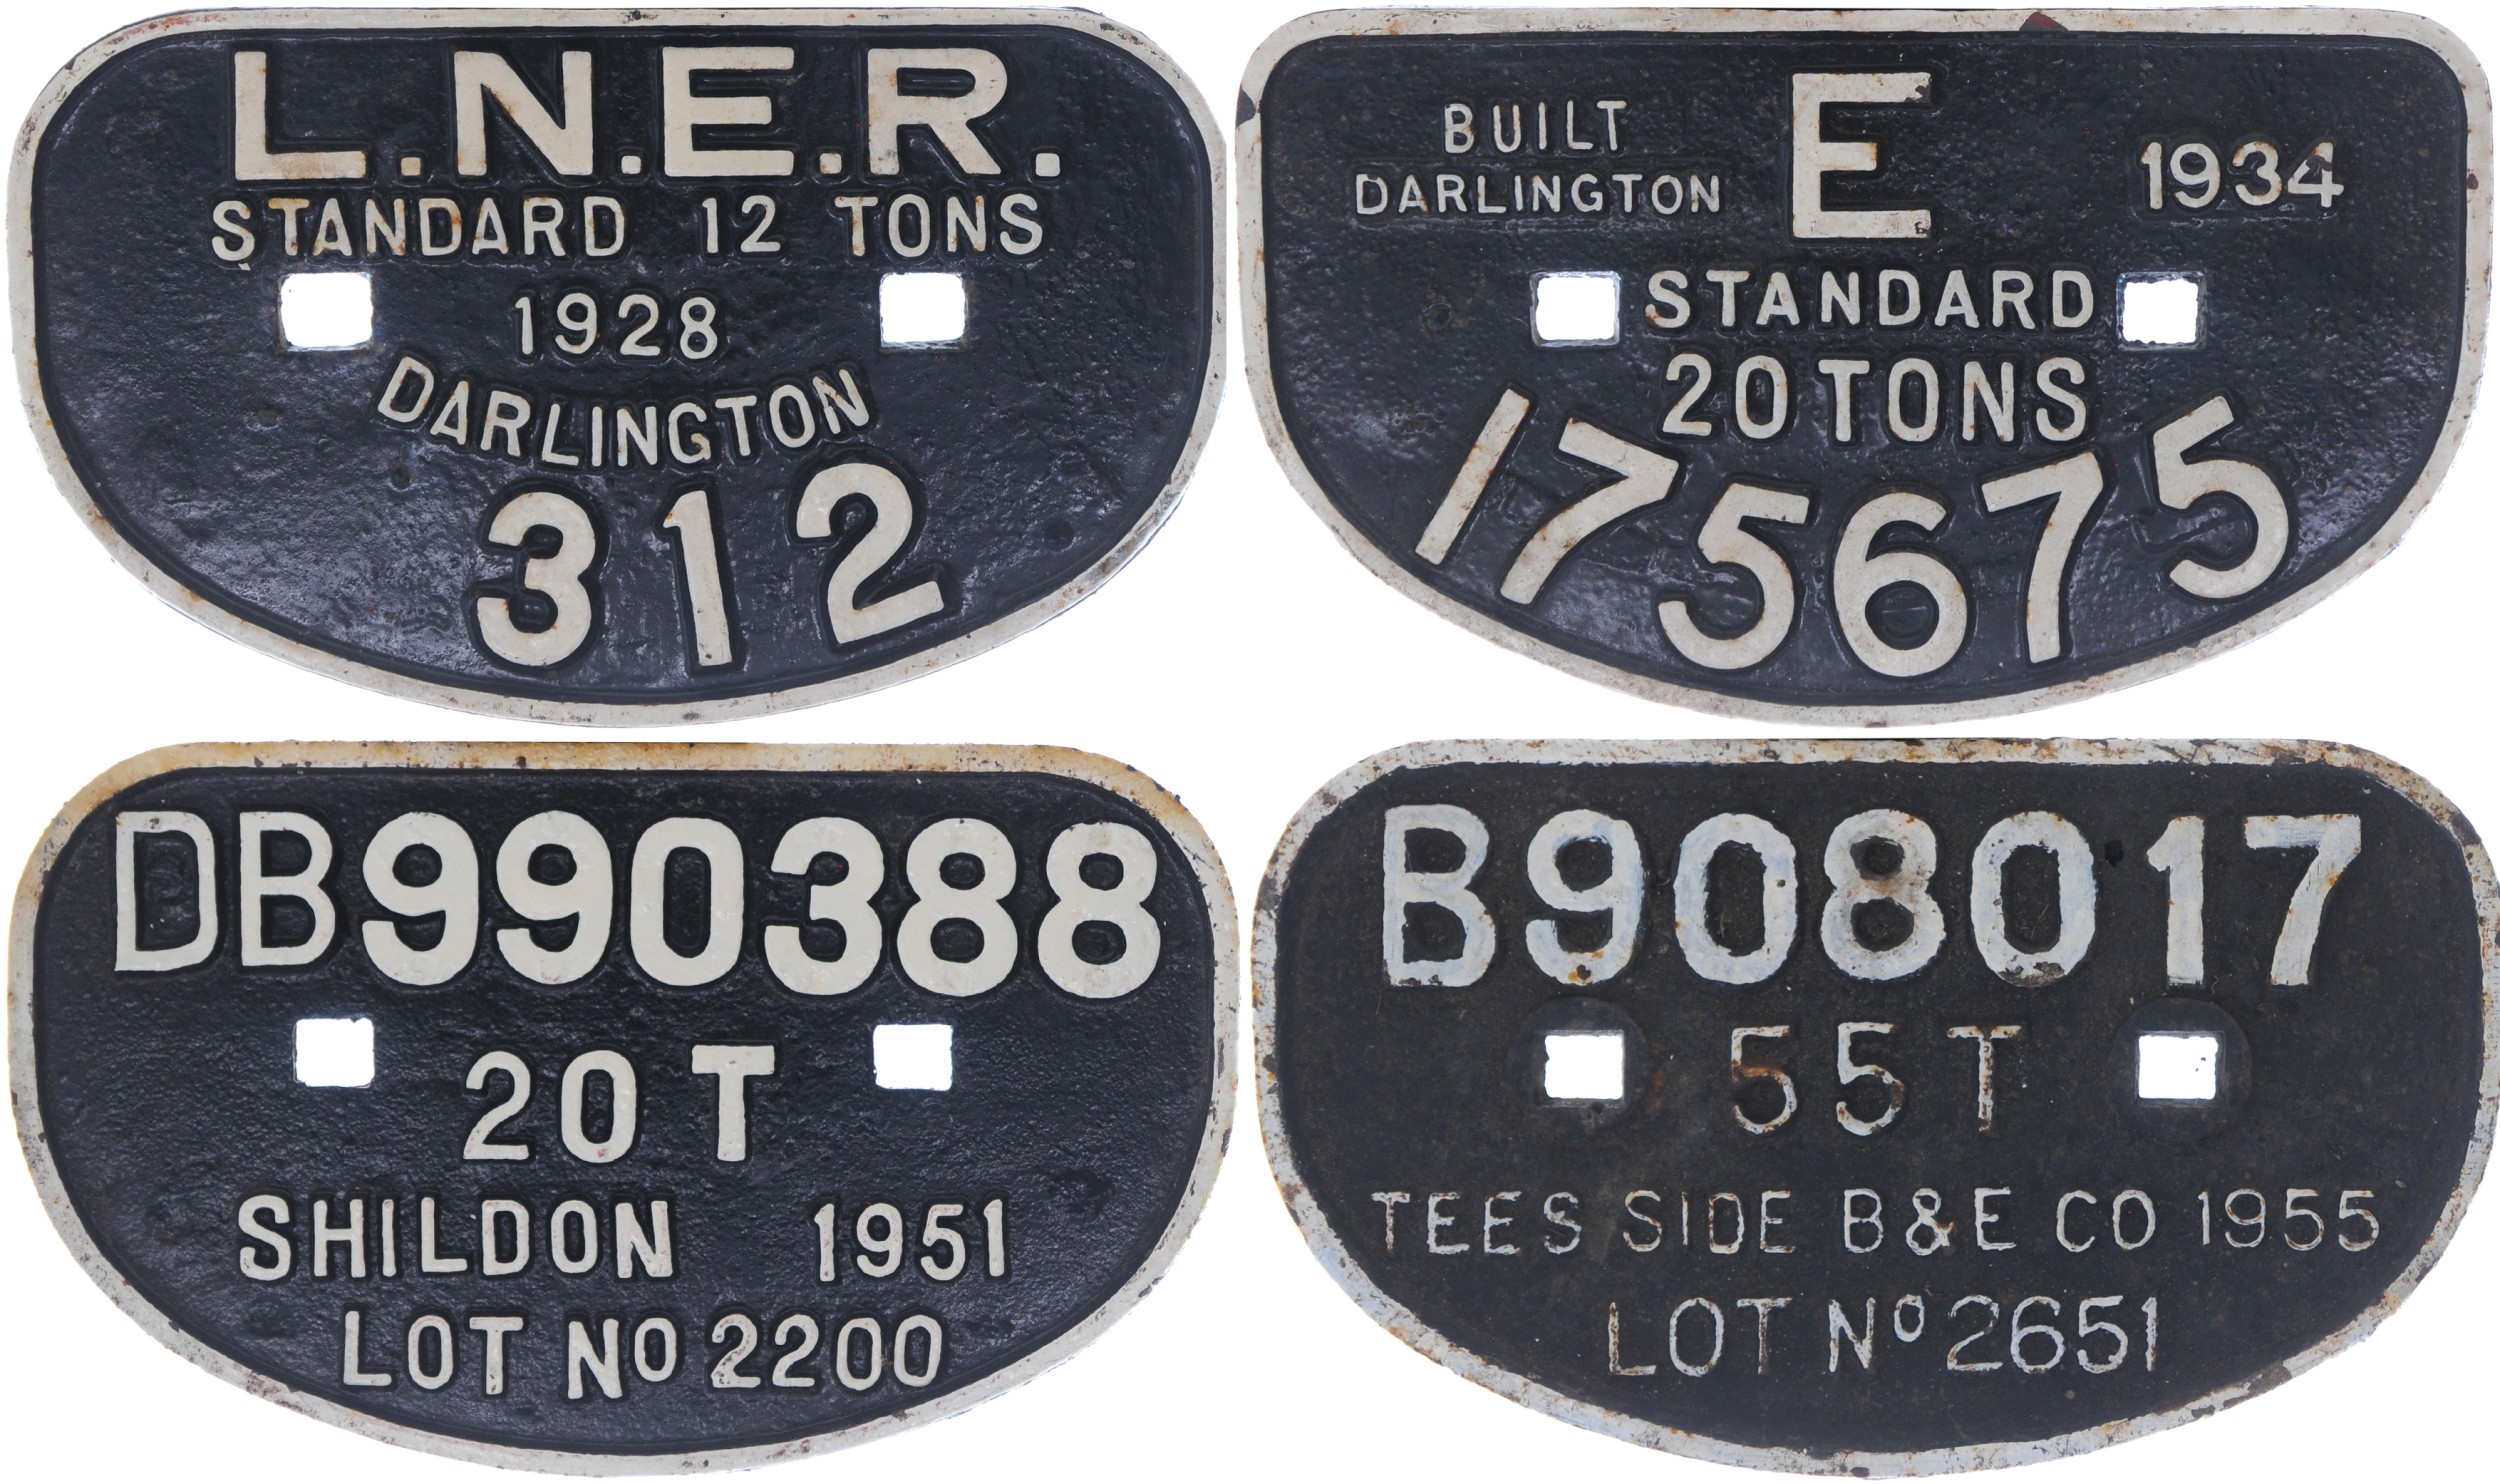 L.N.E.R.
STANDARD 12 TONS
1928
DARLINGTON
312
BUILT
DARLINGTON
E
1934
STANDARD
20 TONS
175675
DB990388
20 T
SHILDON 1951
LOT No 2200
B908017
55T
TEES SIDE B&E CO 1955
LOT No 2651